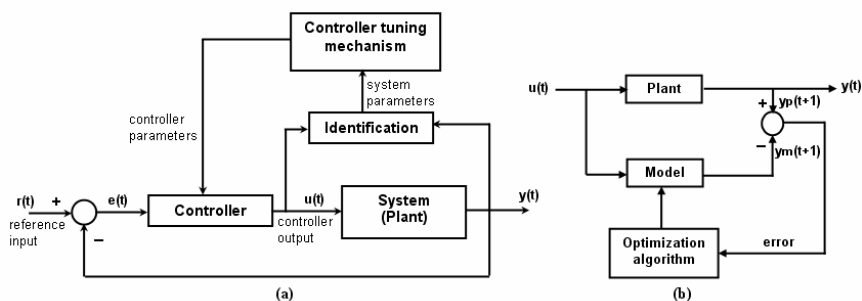 Controller tuning
mechanism
system
parameters
controller
parameters
Identification
r(t)
+
e(t)
reference
input
−
Controller
u(t)
controller
output
System
(Plant)
y(t)
(a)
u(t)
Plant
y(t)
+
yp(t+1)
−
ym(t+1)
Model
Optimization
algorithm
error
(b)